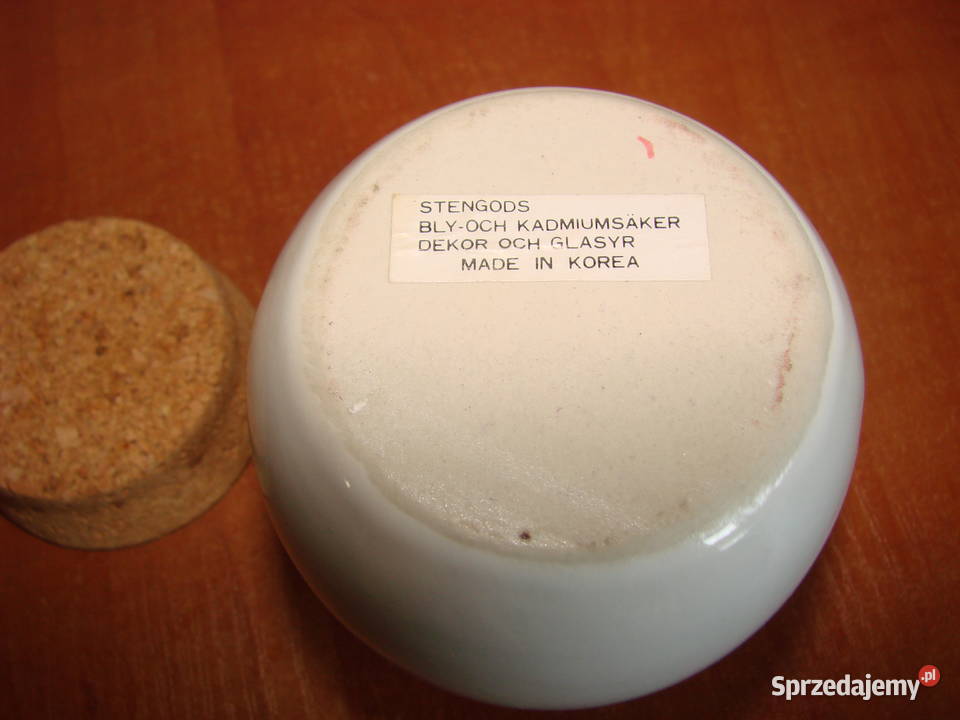 STENGODS
BLY-OCH KADMIUMSÄKER
DEKOR OCH GLASYR
MADE IN KOREA
Sprzedajemy.pl